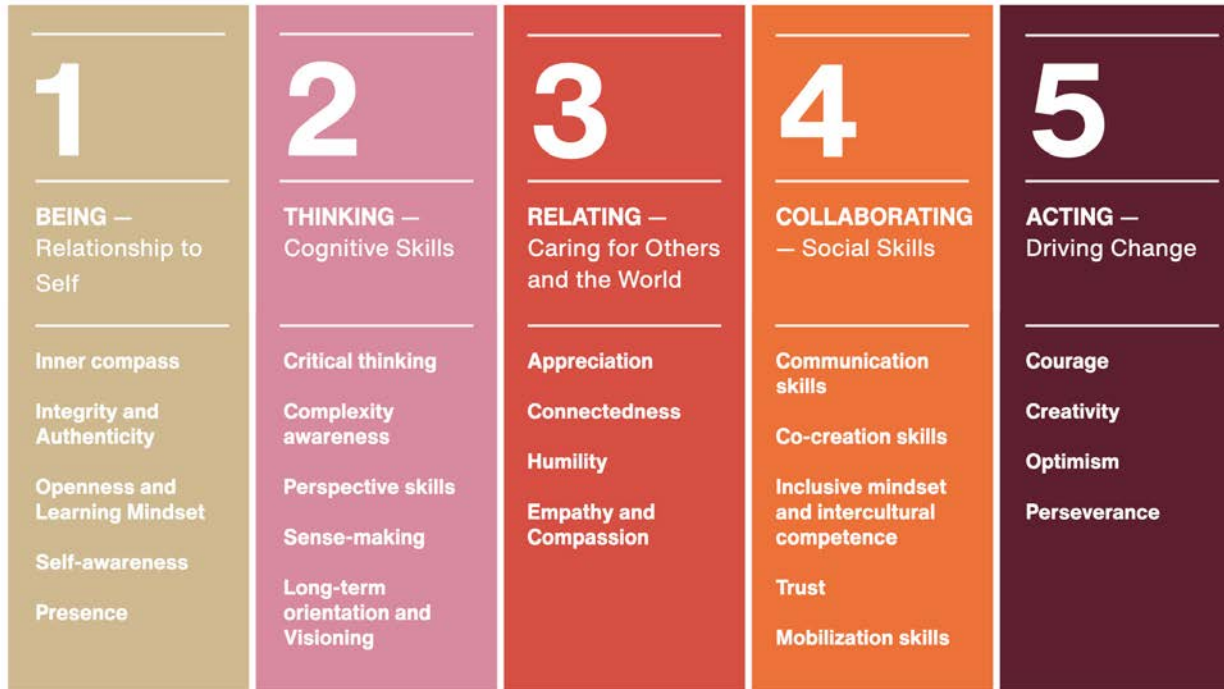 1
BEING —
Relationship to
Self
Inner compass
Integrity and
Authenticity
Openness and
Learning Mindset
Self-awareness
Presence
2
THINKING —
Cognitive Skills
Critical thinking
Complexity
awareness
Perspective skills
Sense-making
Long-term
orientation and
Visioning
3
RELATING —
Caring for Others
and the World
Appreciation
Connectedness
Humility
Empathy and
Compassion
4
COLLABORATING
— Social Skills
Communication
skills
Co-creation skills
Inclusive mindset
and intercultural
competence
Trust
Mobilization skills
5
ACTING —
Driving Change
Courage
Creativity
Optimism
Perseverance